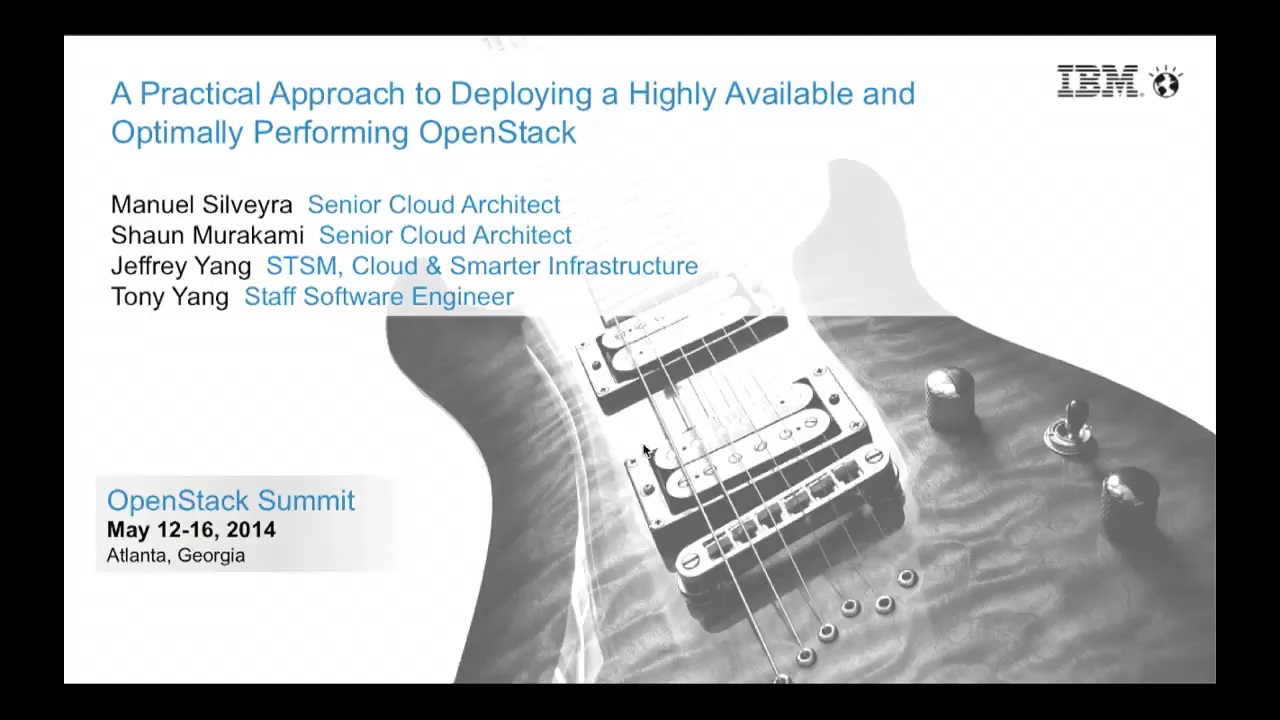 A Practical Approach to Deploying a Highly Available and
Optimally Performing OpenStack
IBM
Manuel Silveyra Senior Cloud Architect
Shaun Murakami Senior Cloud Architect
Jeffrey Yang STSM, Cloud & Smarter Infrastructure
Tony Yang Staff Software Engineer
OpenStack Summit
May 12-16, 2014
Atlanta, Georgia